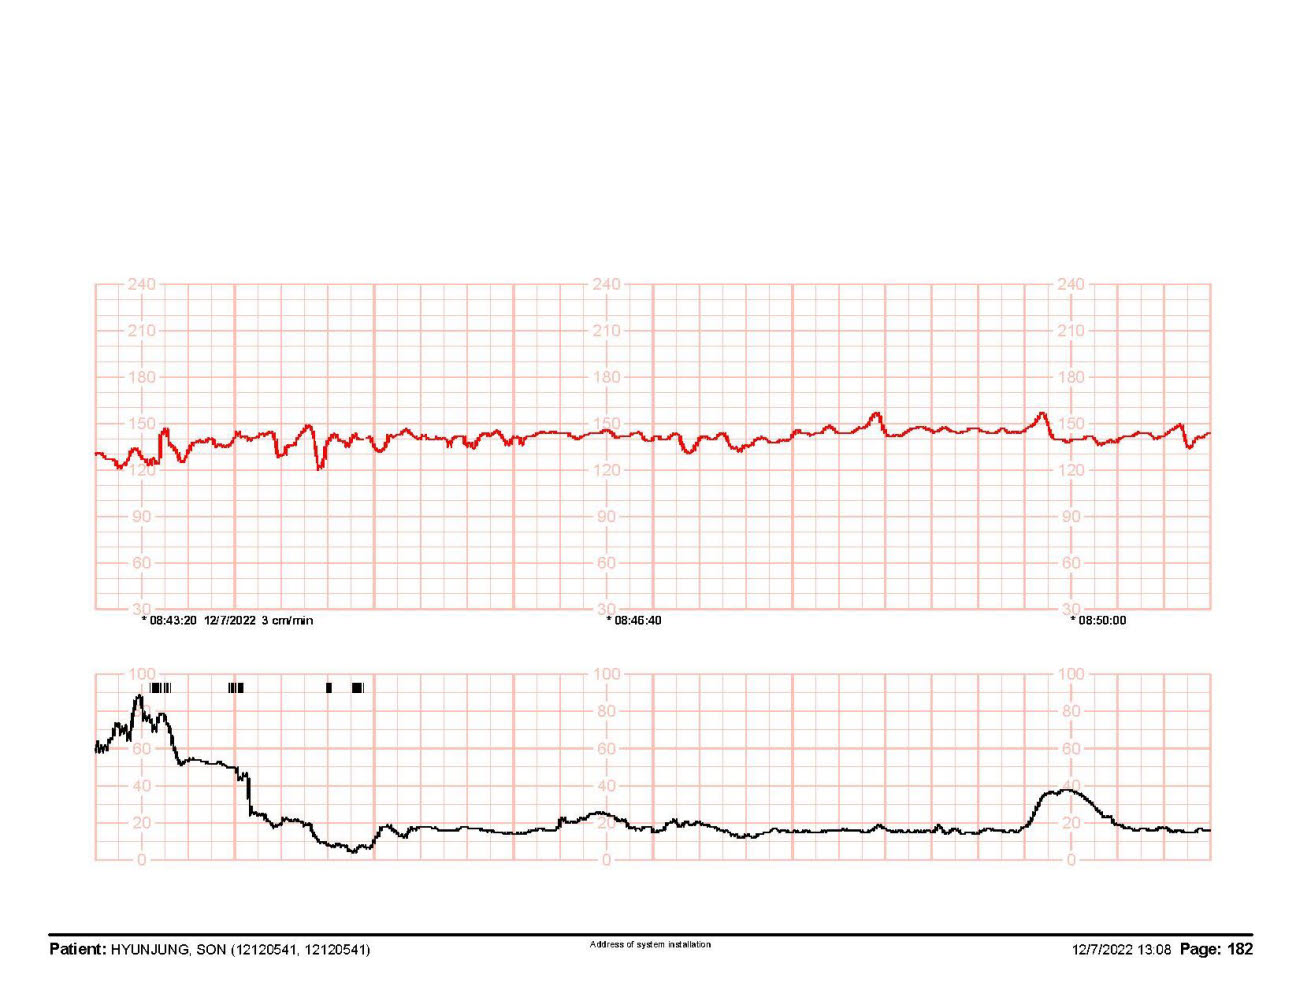 240 240 240
210 210 210
180 180 180
150 150 150
120 120 120
90 90 90
60 60 60
30 30 30
* 08:43:20 12/7/2022 3 cm/min * 08:46:40 * 08:50:00
100 100 100
80 80 80
60 60 60
40 40 40
20 20 20
0 0 0
Patient: HYUNJUNG, SON (12120541, 12120541) Address of system installation 12/7/2022 13:08 Page: 182